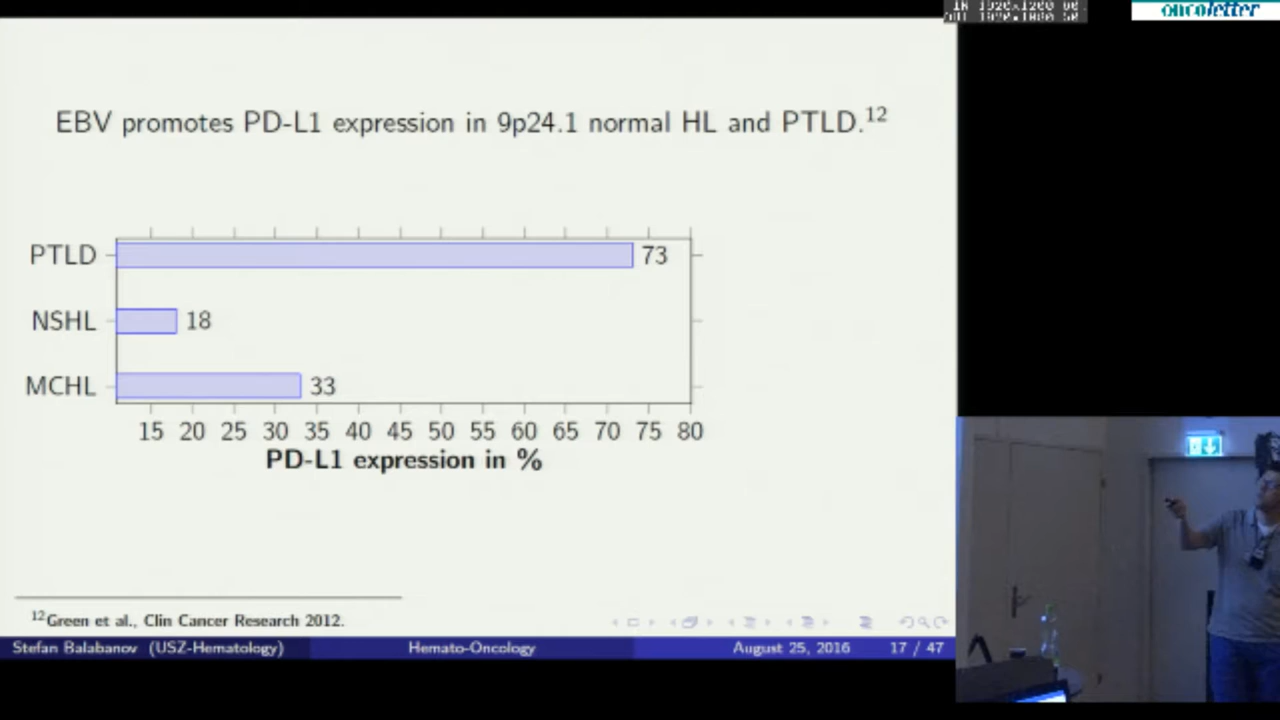 oncoletter
EBV promotes PD-L1 expression in 9p24.1 normal HL and PTLD.12
PTLD 73
NSHL 18
MCHL 33
15 20 25 30 35 40 45 50 55 60 65 70 75 80
PD-L1 expression in %
12Green et al., Clin Cancer Research 2012.
Stefan Balabanov (USZ-Hematology) Hemato-Oncology August 25, 2016 17 / 47